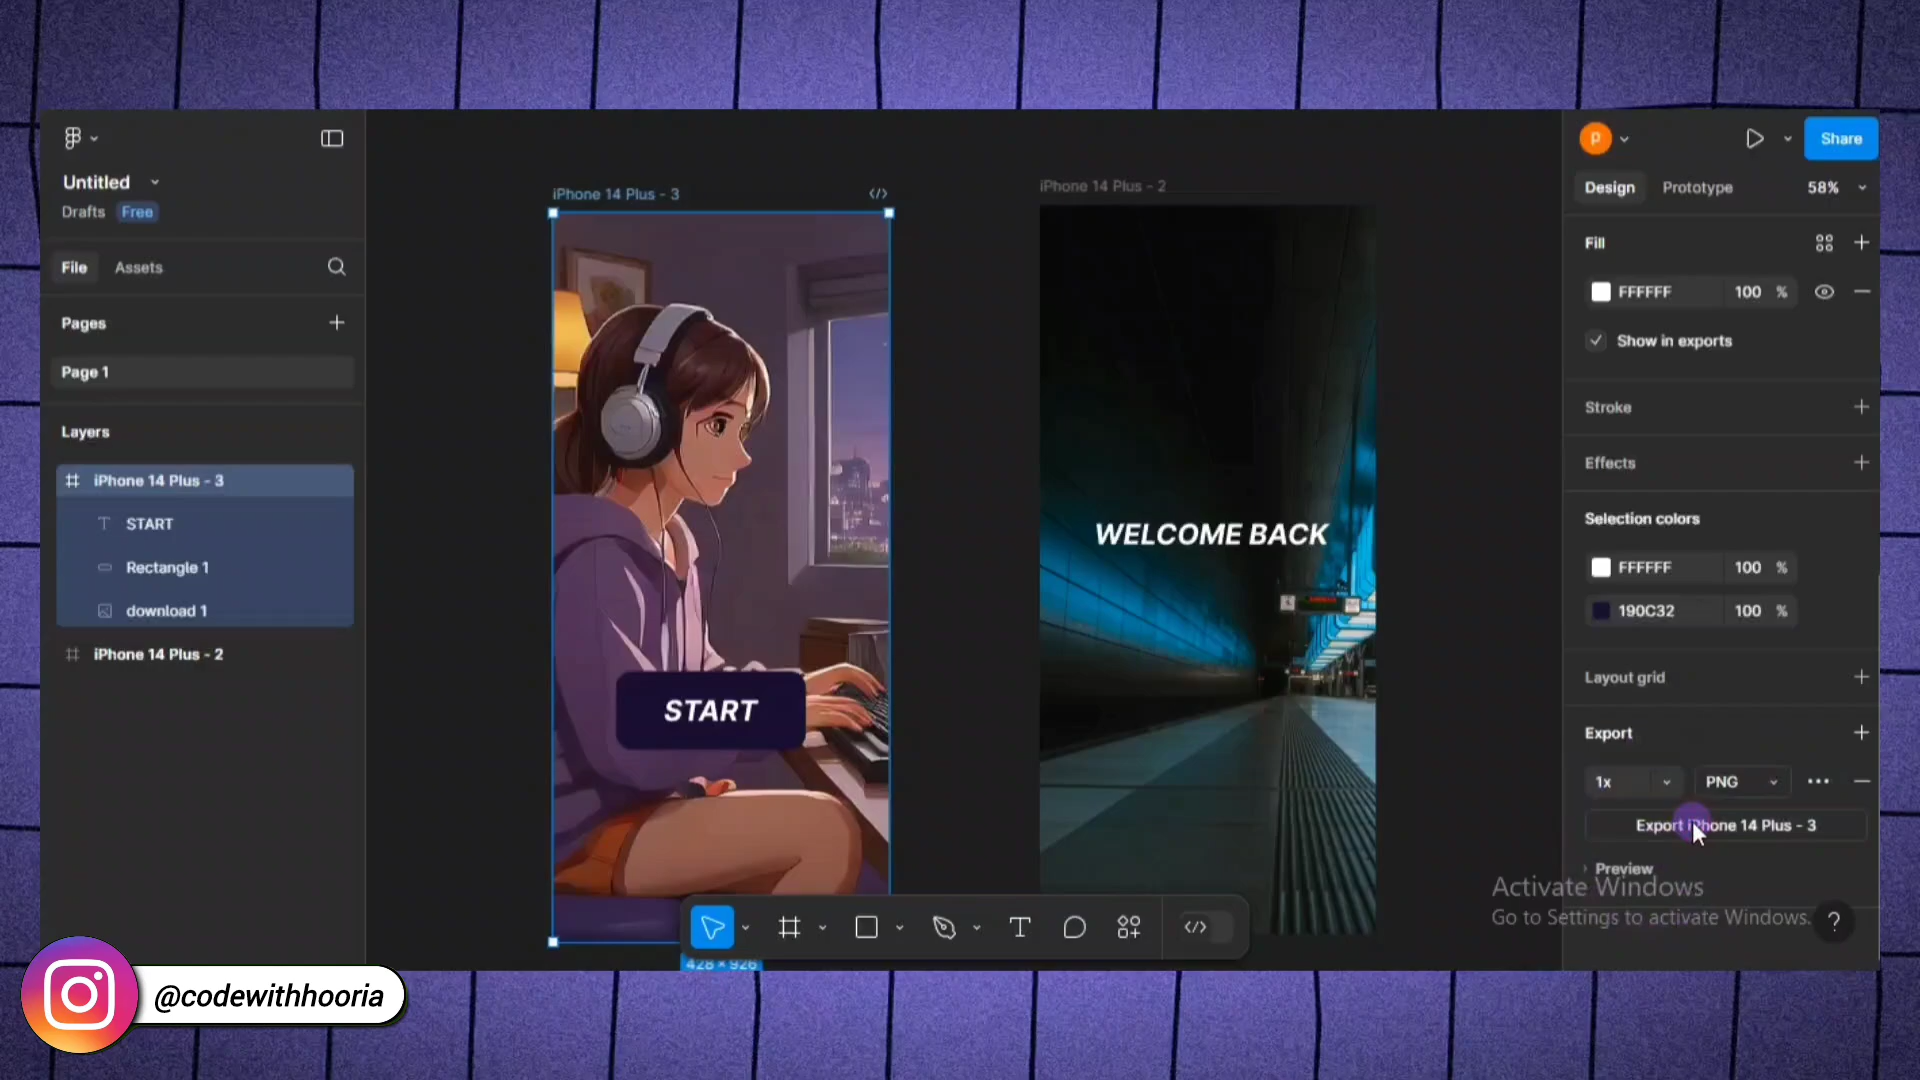 Untitled
Drafts Free
File Assets
Pages
Page 1
Layers
iPhone 14 Plus - 3
START
Rectangle 1
download 1
iPhone 14 Plus - 2
iPhone 14 Plus - 3
START
428 × 926
iPhone 14 Plus - 2
WELCOME BACK
P
Share
Design Prototype 58%
Fill
FFFFFF 100 %
Show in exports
Stroke
Effects
Selection colors
FFFFFF 100 %
190C32 100 %
Layout grid
Export
1x PNG
Export iPhone 14 Plus - 3
Preview
Activate Windows
Go to Settings to activate Windows.
?
@codewithhooria